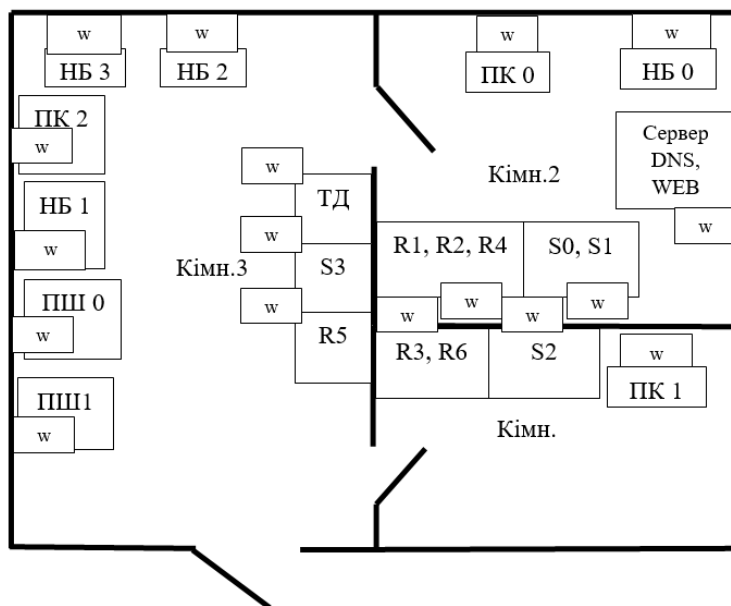 w
w
w
w
НБ 3
НБ 2
ПК 0
НБ 0
ПК 2
w
Сервер
DNS,
WEB
w
w
Кімн.2
ТД
НБ 1
w
w
R1, R2, R4
S0, S1
Кімн.3
S3
ПШ 0
w
w
w
w
w
w
R5
R3, R6
S2
w
ПК 1
ПШ1
w
Кімн.